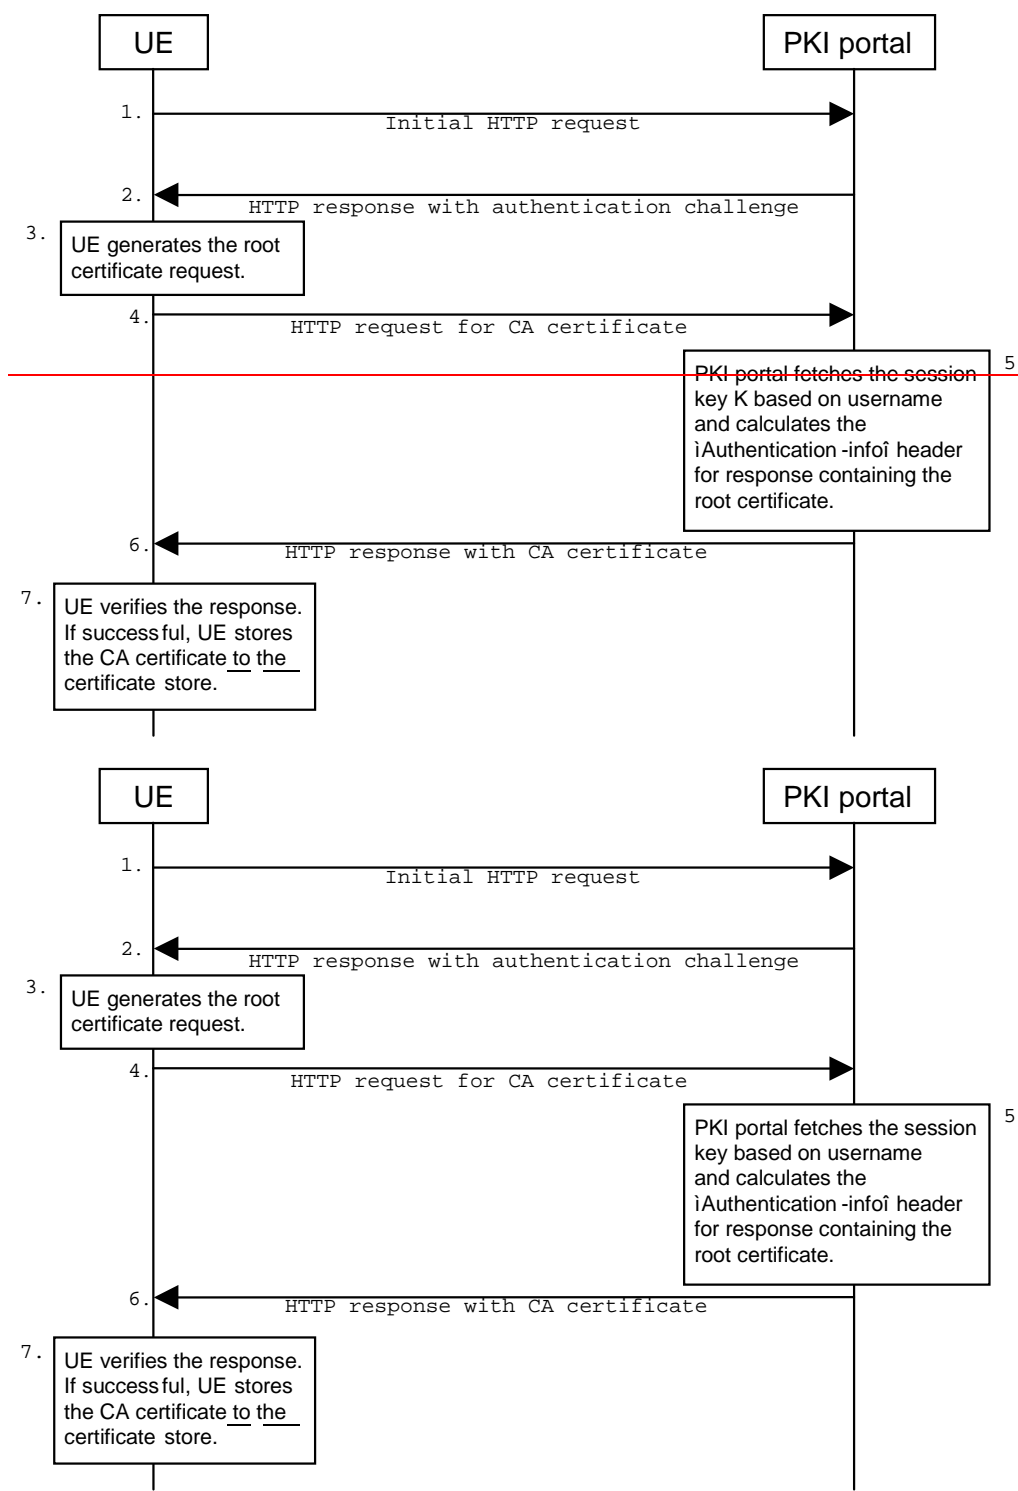 UE
PKI portal
1.
Initial HTTP request
2.
HTTP response with authentication challenge
3.
UE generates the root
certificate request.
4.
HTTP request for CA certificate
5
PKI portal fetches the session
key K based on username
and calculates the
ìAuthentication-infoî header
for response containing the
root certificate.
6.
HTTP response with CA certificate
7.
UE verifies the response.
If successful, UE stores
the CA certificate to the
certificate store.
UE
PKI portal
1.
Initial HTTP request
2.
HTTP response with authentication challenge
3.
UE generates the root
certificate request.
4.
HTTP request for CA certificate
5
PKI portal fetches the session
key based on username
and calculates the
ìAuthentication-infoî header
for response containing the
root certificate.
6.
HTTP response with CA certificate
7.
UE verifies the response.
If successful, UE stores
the CA certificate to the
certificate store.